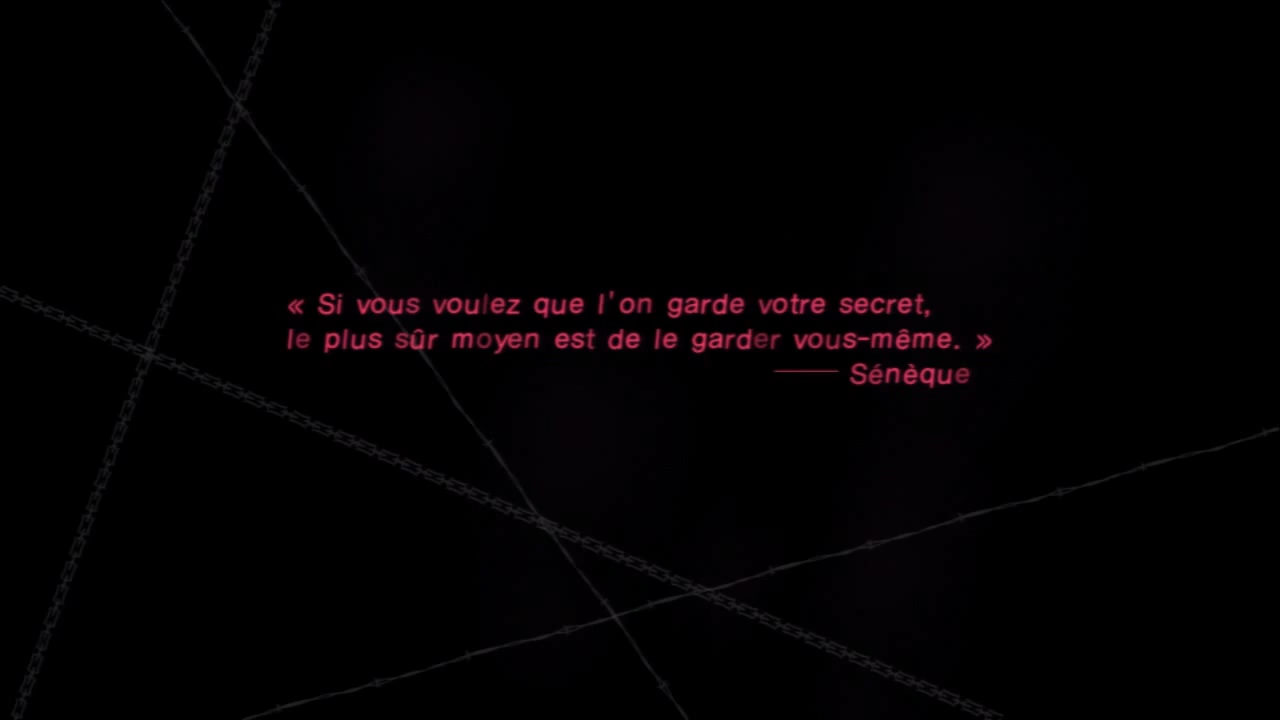 « Si vous voulez que l'on garde votre secret,
le plus sûr moyen est de le garder vous-même. »
—— Sénèque